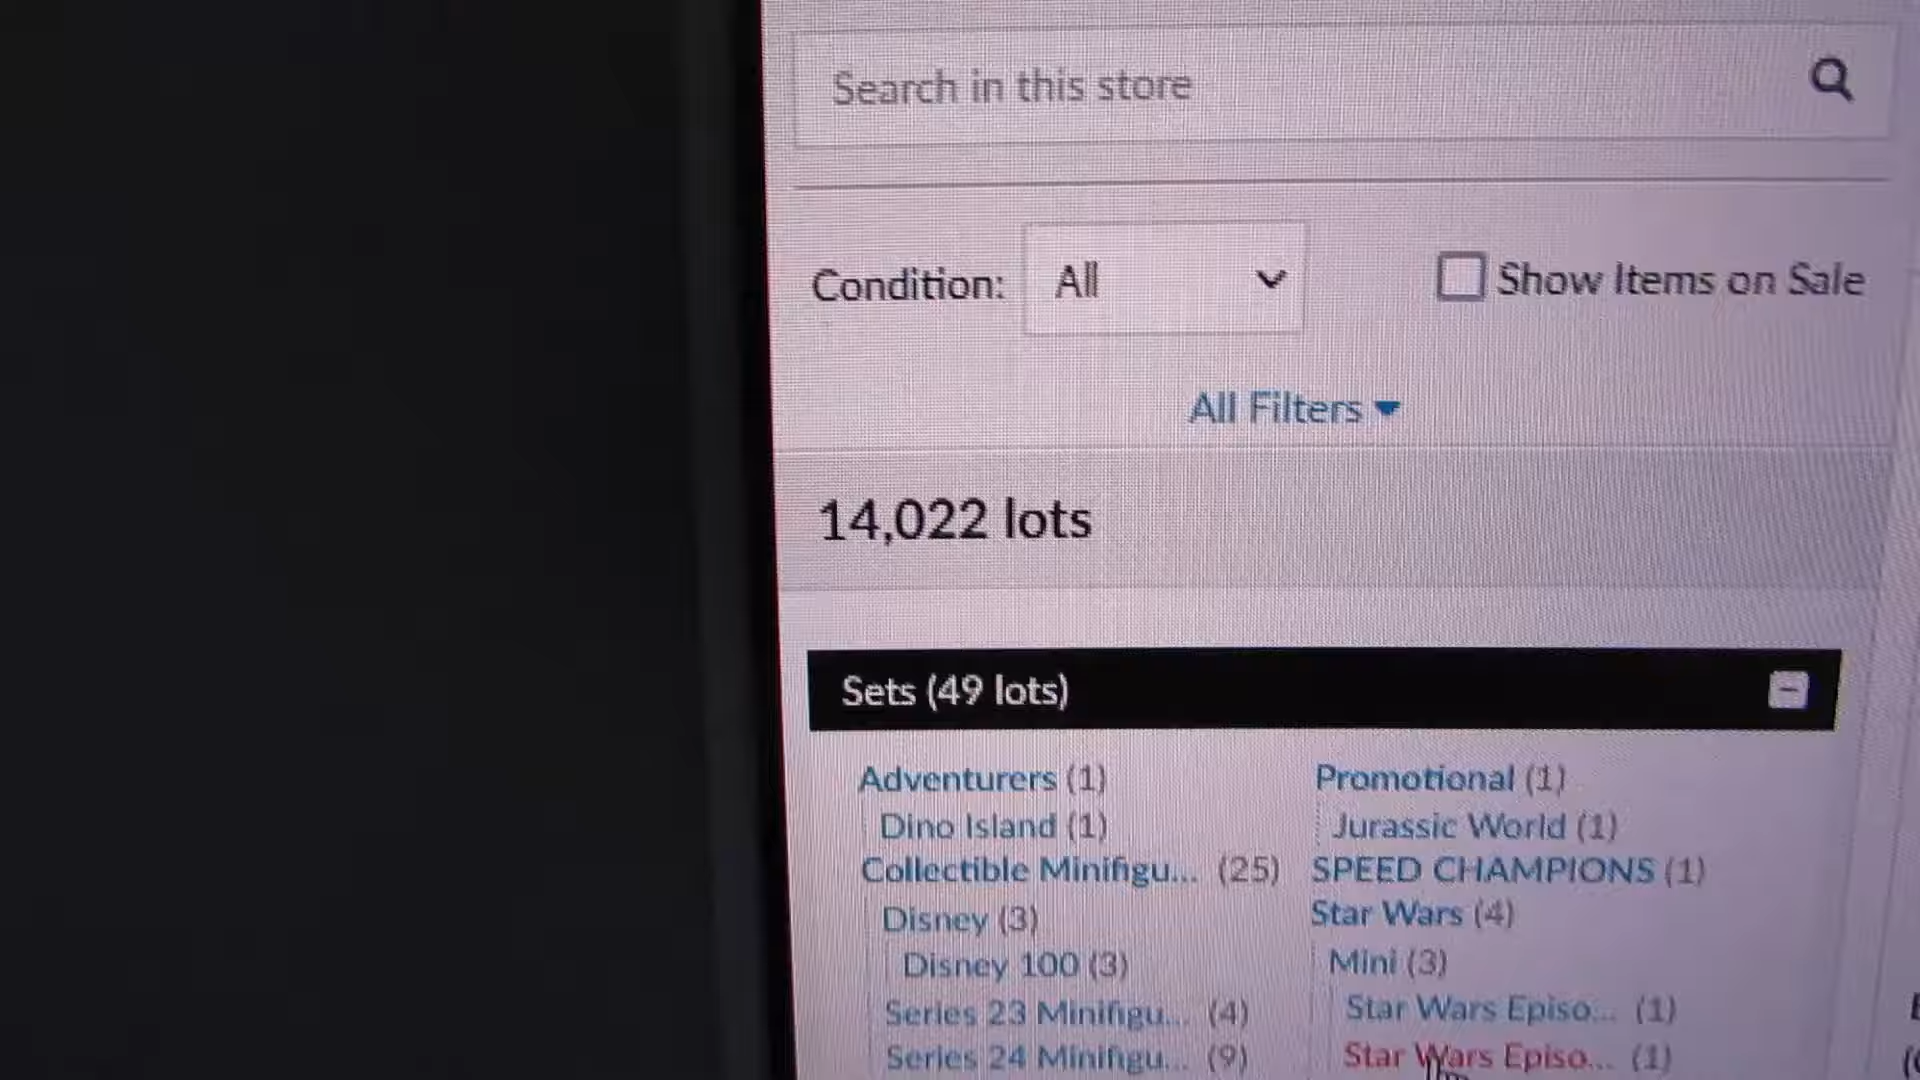 Search in this store
Condition: All Show Items on Sale
All Filters
14,022 lots
Sets (49 lots)
Adventurers (1)
Dino Island (1)
Collectible Minifigu... (25)
Disney (3)
Disney 100 (3)
Series 23 Minifigu... (4)
Series 24 Minifigu... (9)
Promotional (1)
Jurassic World (1)
SPEED CHAMPIONS (1)
Star Wars (4)
Mini (3)
Star Wars Episo... (1)
Star Wars Episo... (1)